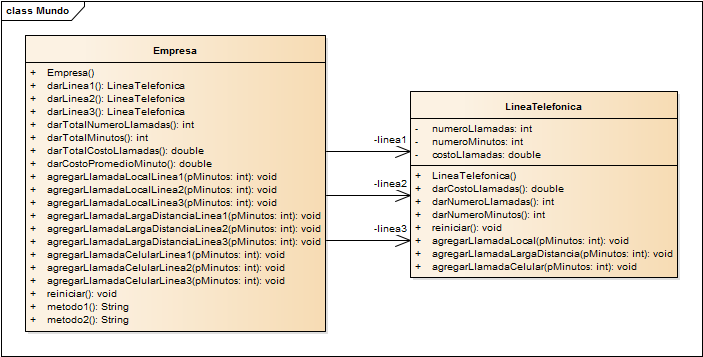 class Mundo
Empresa
+ Empresa()
+ darLinea1(): LineaTelefonica
+ darLinea2(): LineaTelefonica
+ darLinea3(): LineaTelefonica
+ darTotalNumeroLlamadas(): int
+ darTotalMinutos(): int
+ darTotalCostoLlamadas(): double
+ darCostoPromedioMinuto(): double
+ agregarLlamadaLocalLinea1(pMinutos: int): void
+ agregarLlamadaLocalLinea2(pMinutos: int): void
+ agregarLlamadaLocalLinea3(pMinutos: int): void
+ agregarLlamadaLargaDistanciaLinea1(pMinutos: int): void
+ agregarLlamadaLargaDistanciaLinea2(pMinutos: int): void
+ agregarLlamadaLargaDistanciaLinea3(pMinutos: int): void
+ agregarLlamadaCelularLinea1(pMinutos: int): void
+ agregarLlamadaCelularLinea2(pMinutos: int): void
+ agregarLlamadaCelularLinea3(pMinutos: int): void
+ reiniciar(): void
+ metodo1(): String
+ metodo2(): String
-linea1
-linea2
-linea3
LineaTelefonica
- numeroLlamadas: int
- numeroMinutos: int
- costoLlamadas: double
+ LineaTelefonica()
+ darCostoLlamadas(): double
+ darNumeroLlamadas(): int
+ darNumeroMinutos(): int
+ reiniciar(): void
+ agregarLlamadaLocal(pMinutos: int): void
+ agregarLlamadaLargaDistancia(pMinutos: int): void
+ agregarLlamadaCelular(pMinutos: int): void